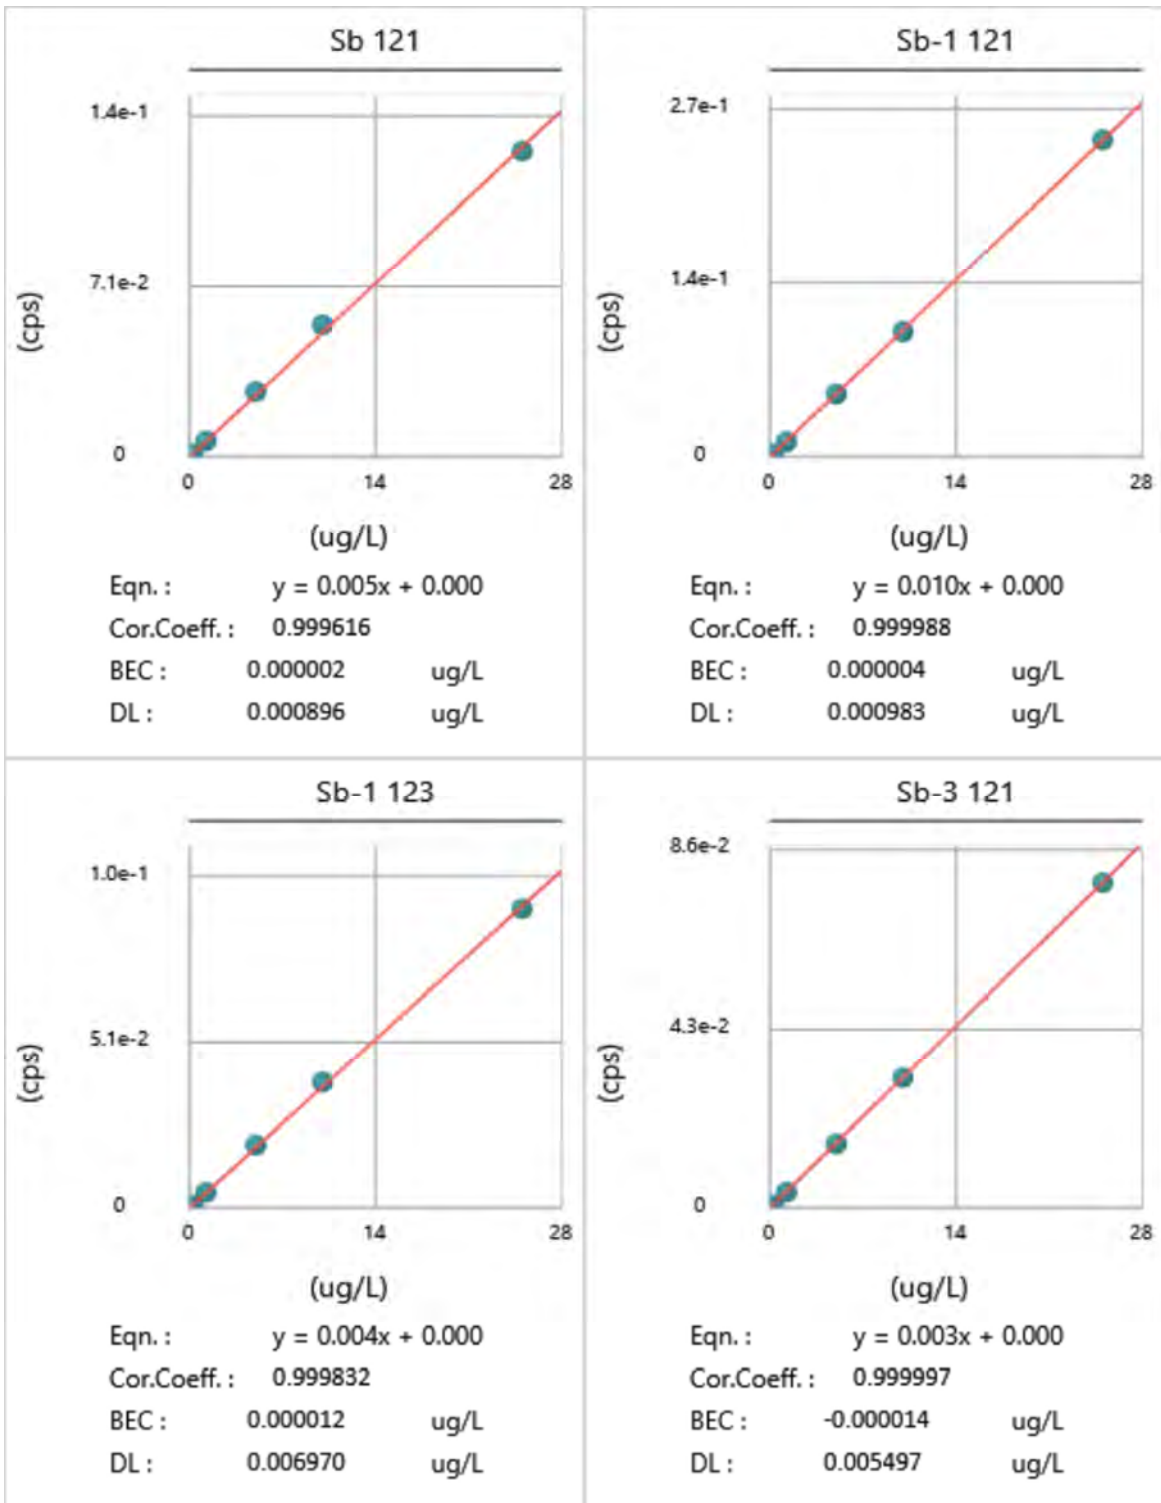 Sb 121
1.4e-1
7.1e-2
0
(cps)
0 14 28
(ug/L)
Eqn. : y = 0.005x + 0.000
Cor.Coeff. : 0.999616
BEC : 0.000002 ug/L
DL : 0.000896 ug/L
Sb-1 121
2.7e-1
1.4e-1
0
(cps)
0 14 28
(ug/L)
Eqn. : y = 0.010x + 0.000
Cor.Coeff. : 0.999988
BEC : 0.000004 ug/L
DL : 0.000983 ug/L
Sb-1 123
1.0e-1
5.1e-2
0
(cps)
0 14 28
(ug/L)
Eqn. : y = 0.004x + 0.000
Cor.Coeff. : 0.999832
BEC : 0.000012 ug/L
DL : 0.006970 ug/L
Sb-3 121
8.6e-2
4.3e-2
0
(cps)
0 14 28
(ug/L)
Eqn. : y = 0.003x + 0.000
Cor.Coeff. : 0.999997
BEC : -0.000014 ug/L
DL : 0.005497 ug/L